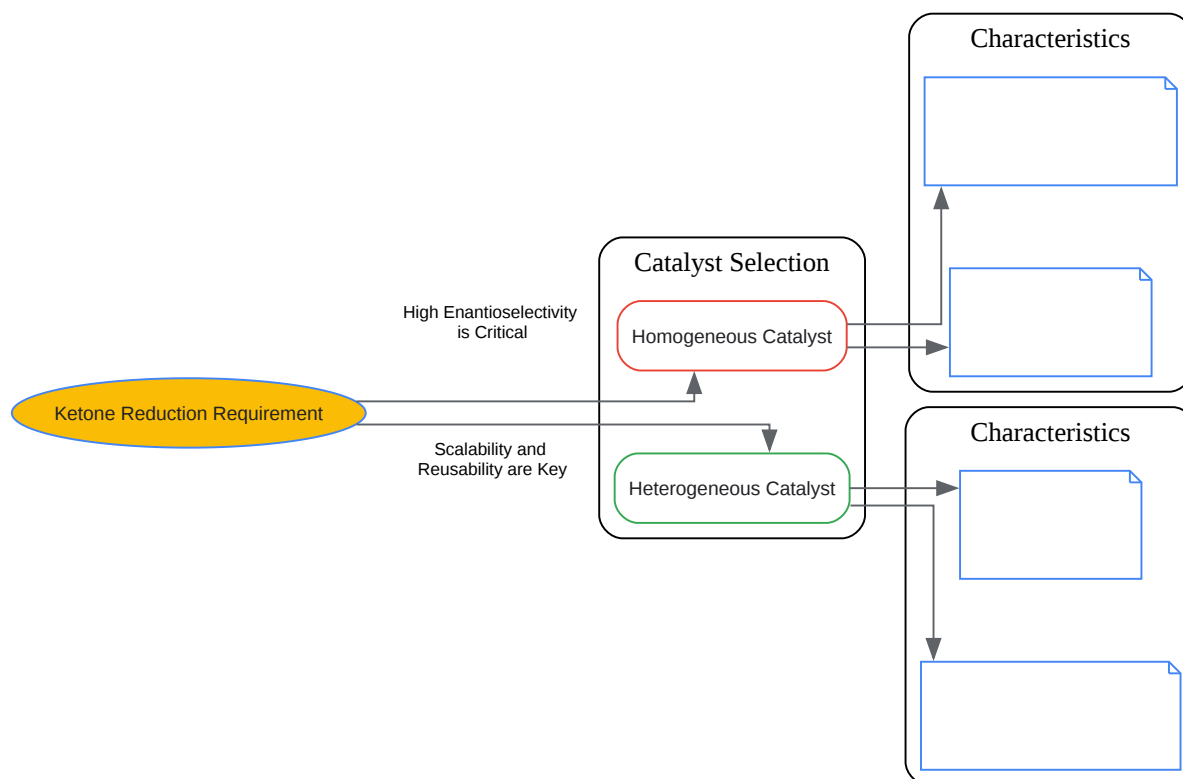 Characteristics
Catalyst Selection
High Enantioselectivity
is Critical
Homogeneous Catalyst
Ketone Reduction Requirement
Scalability and
Reusability are Key
Heterogeneous Catalyst
Characteristics